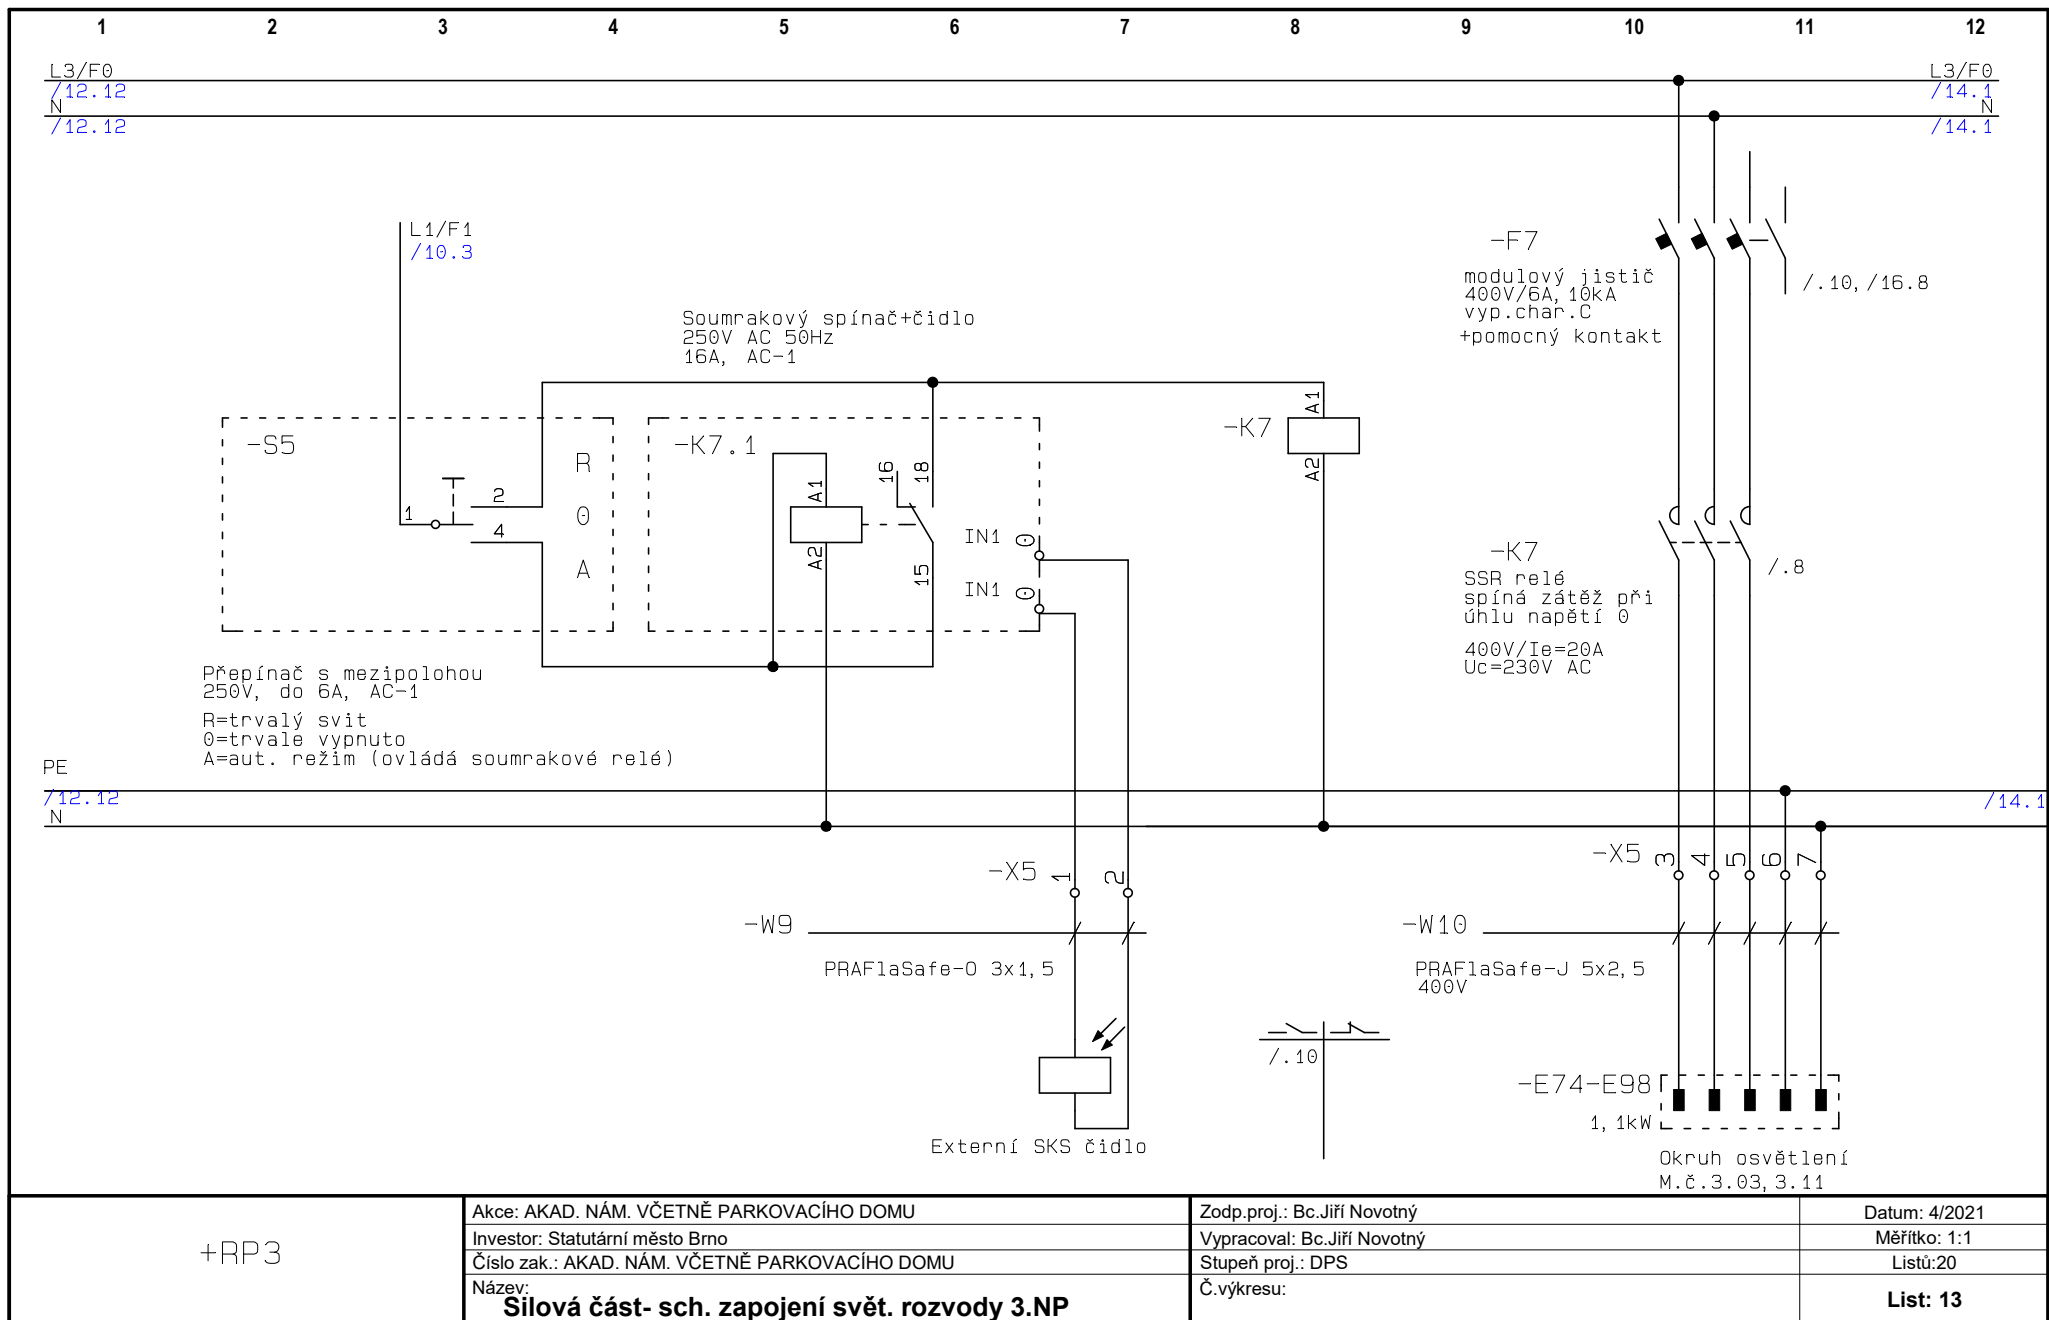 1 2 3 4 5 6 7 8 9 10 11 12
L3/F0
/12.12
N
/12.12
L3/F0
/14.1
N
/14.1
L1/F1
/10.3
Soumrakový spínač+čidlo
250V AC 50Hz
16A, AC-1
-F7
modulový jistič
400V/6A, 10kA
vyp.char.C
+pomocný kontakt
/.10, /16.8
-S5
R
0
A
1
2
4
-K7.1
A1
A2
16
18
15
IN1 0
IN1 0
-K7
A1
A2
-K7
SSR relé
spíná zátěž při
úhlu napětí 0
400V/Ie=20A
Uc=230V AC
/.8
Přepínač s mezipolohou
250V, do 6A, AC-1
R=trvalý svit
0=trvale vypnuto
A=aut. režim (ovládá soumrakové relé)
PE
/12.12
N
/14.1
-X5 1 2
-X5 3 4 5 6 7
-W9
PRAFlaSafe-O 3x1,5
-W10
PRAFlaSafe-J 5x2,5
400V
/.10
Externí SKS čidlo
-E74-E98
1,1kW
Okruh osvětlení
M.č.3.03,3.11
+RP3
Akce: AKAD. NÁM. VČETNĚ PARKOVACÍHO DOMU
Investor: Statutární město Brno
Číslo zak.: AKAD. NÁM. VČETNĚ PARKOVACÍHO DOMU
Název:
Silová část- sch. zapojení svět. rozvody 3.NP
Zodp.proj.: Bc.Jiří Novotný
Vypracoval: Bc.Jiří Novotný
Stupeň proj.: DPS
Č.výkresu:
Datum: 4/2021
Měřítko: 1:1
Listů:20
List: 13